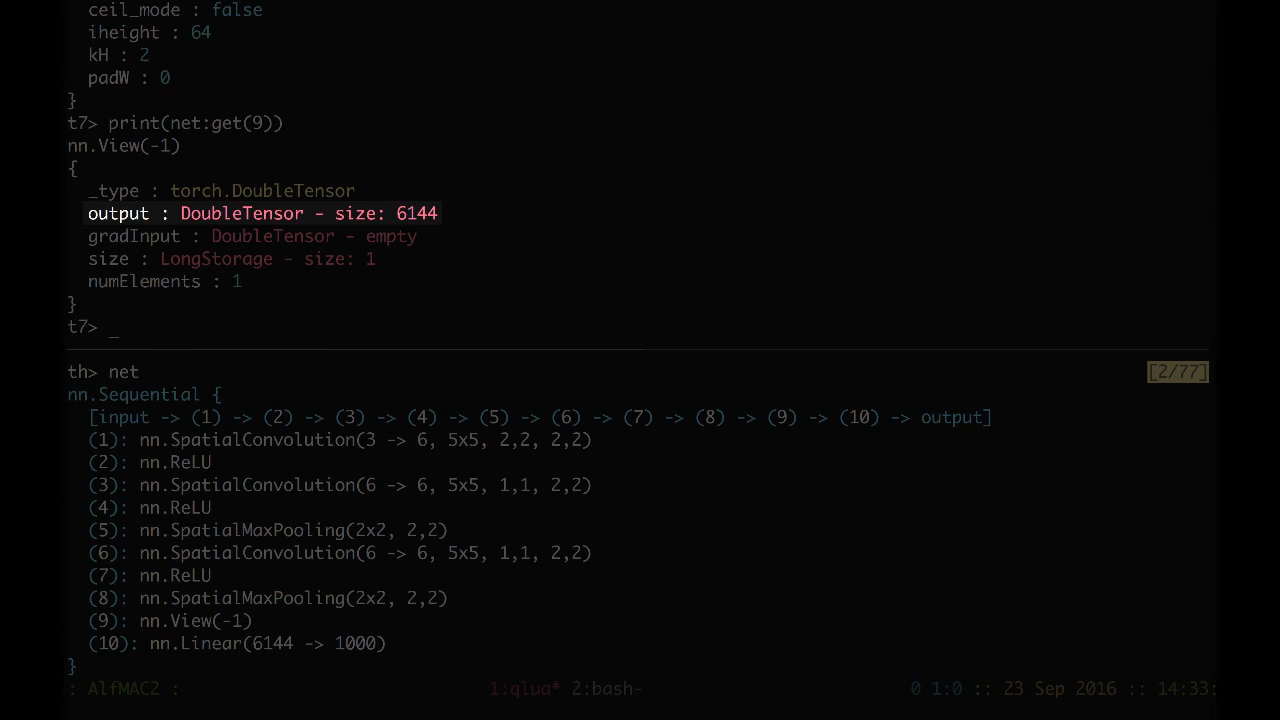 ceil_mode : false
iheight : 64
kH : 2
padW : 0
}
t7> print(net:get(9))
nn.View(-1)
{
_type : torch.DoubleTensor
output : DoubleTensor - size: 6144
gradInput : DoubleTensor - empty
size : LongStorage - size: 1
numElements : 1
}
t7> _
th> net [2/77]
nn.Sequential {
[input -> (1) -> (2) -> (3) -> (4) -> (5) -> (6) -> (7) -> (8) -> (9) -> (10) -> output]
(1): nn.SpatialConvolution(3 -> 6, 5x5, 2,2, 2,2)
(2): nn.ReLU
(3): nn.SpatialConvolution(6 -> 6, 5x5, 1,1, 2,2)
(4): nn.ReLU
(5): nn.SpatialMaxPooling(2x2, 2,2)
(6): nn.SpatialConvolution(6 -> 6, 5x5, 1,1, 2,2)
(7): nn.ReLU
(8): nn.SpatialMaxPooling(2x2, 2,2)
(9): nn.View(-1)
(10): nn.Linear(6144 -> 1000)
}
: AlfMAC2 : 1:qlua* 2:bash- 0 1:0 :: 23 Sep 2016 :: 14:33: